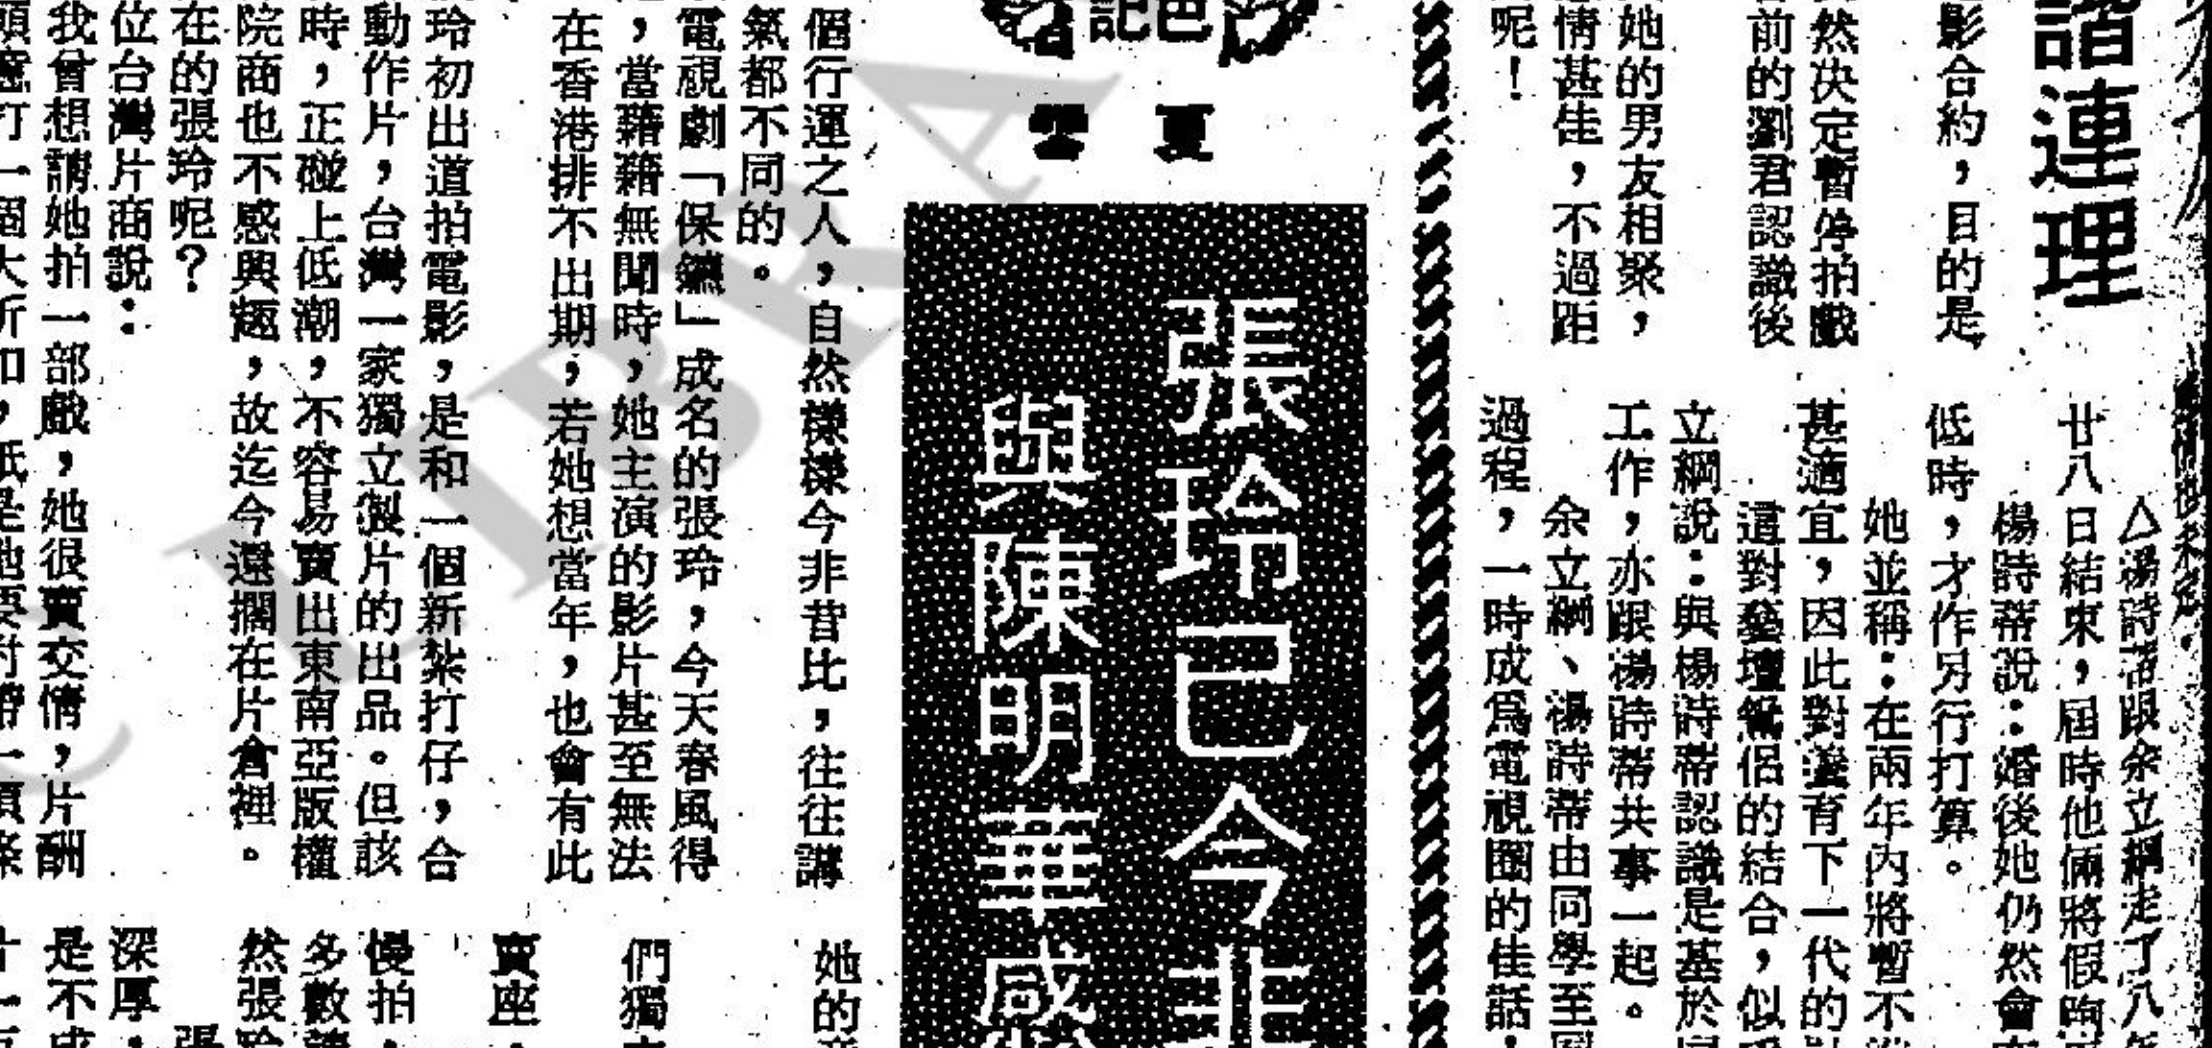 諧連理
影合約，目的是
然决定暫停拍戲
前的劉君認識後
她的男友相聚，
情甚佳，不過距
呢！
△湯詩蒂跟余立綱走了八年
廿八日結束，屆時他倆將假
楊詩蒂說：婚後她仍然會
低時，才作另行打算。
她並稱：在兩年內將暫不
甚適宜，因此對養育下一代的
這對藝壇鴛侶的結合，似
立綱說：與楊詩蒂認識是基於
工作，亦跟湯詩蒂共事一起。
余立綱、湯詩蒂由同學至同
過程，一時成爲電視圈的佳話，
色記
夏雪
張玲已今非
與陳明華感
個行運之人，自然樣樣今非昔比，往往講
氣都不同的。
電視劇「保鑣」成名的張玲，今天春風得
，當藉藉無聞時，她主演的影片甚至無法
在香港排不出期，若她想當年，也會有此
玲初出道拍電影，是和一個新紮打仔，合
動作片，台灣一家獨立製片的出品。但該
時，正碰上低潮，不容易賣出東南亞版權
院商也不感興趣，故迄今還擱在片倉裡。
在的張玲呢？
位台灣片商說：
我曾想請她拍一部戲，她很賣交情，片酬
她的
們獨
賣座
慢拍，
多數
然張玲
張
深厚，
是不成
LIBRA